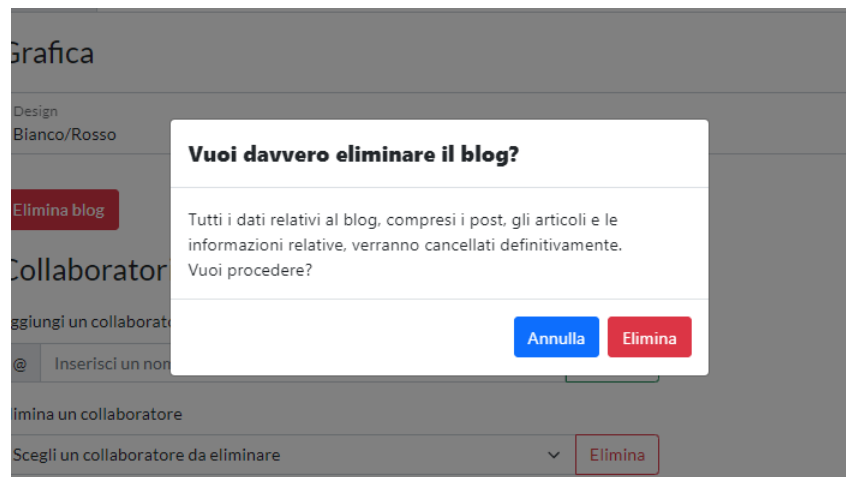 Grafica
Design
Bianco/Rosso
Vuoi davvero eliminare il blog?
Elimina blog
Tutti i dati relativi al blog, compresi i post, gli articoli e le
informazioni relative, verranno cancellati definitivamente.
Vuoi procedere?
Collaborator
ggiungi un collaborato
Annulla Elimina
@ Inserisci un nom
limina un collaboratore
Scegli un collaboratore da eliminare Elimina